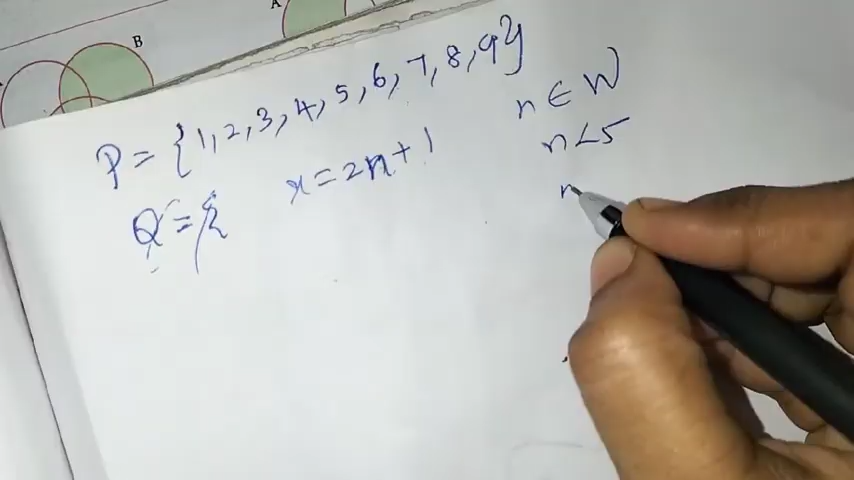 A
B
P = {1, 2, 3, 4, 5, 6, 7, 8, 9}
n ∈ W
x = 2n + 1
n < 5
Q = {
n